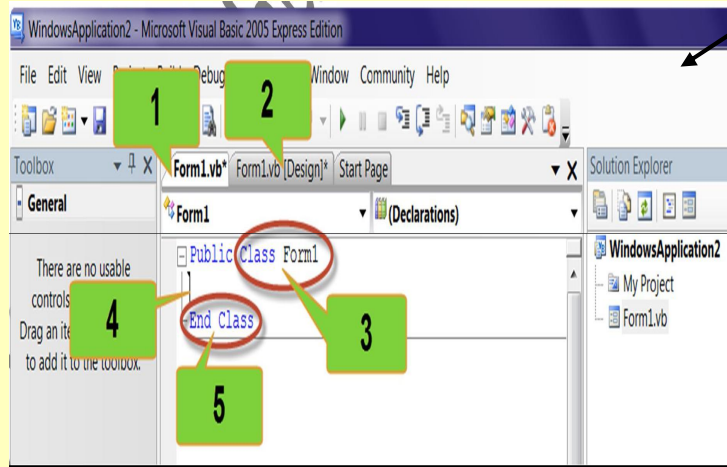 WindowsApplication2 - Microsoft Visual Basic 2005 Express Edition
File Edit View Debug Window Community Help
1
2
Toolbox
Form1.vb* Form1.vb [Design]* Start Page
Solution Explorer
General
Form1
(Declarations)
Public Class Form1
WindowsApplication2
My Project
Form1.vb
There are no usable
controls
Drag an
to add it to the toolbox.
4
End Class
3
5